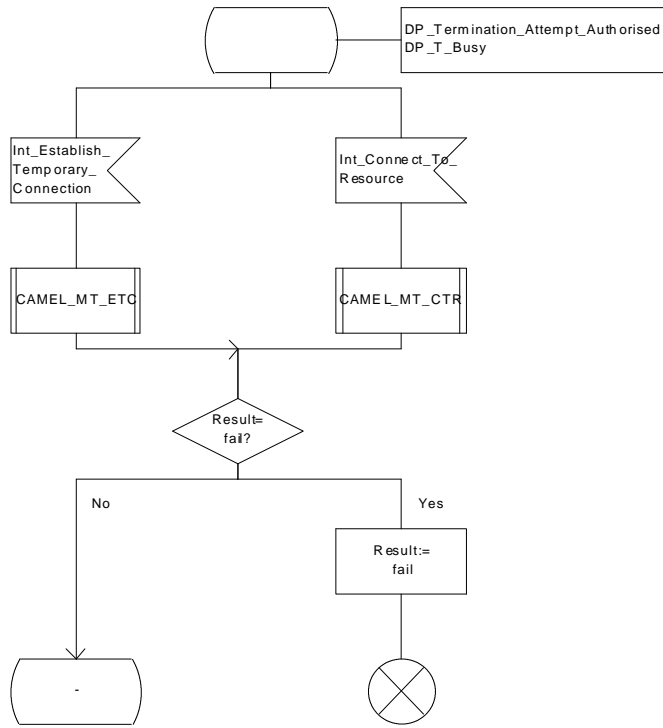 DP_Termination_Attempt_Authorised
DP_T_Busy
Int_Establish_
Temporary_
Connection
Int_Connect_To_
Resource
CAMEL_MT_ETC
CAMEL_MT_CTR
Result=
fail?
No
Yes
Result:=
fail
-